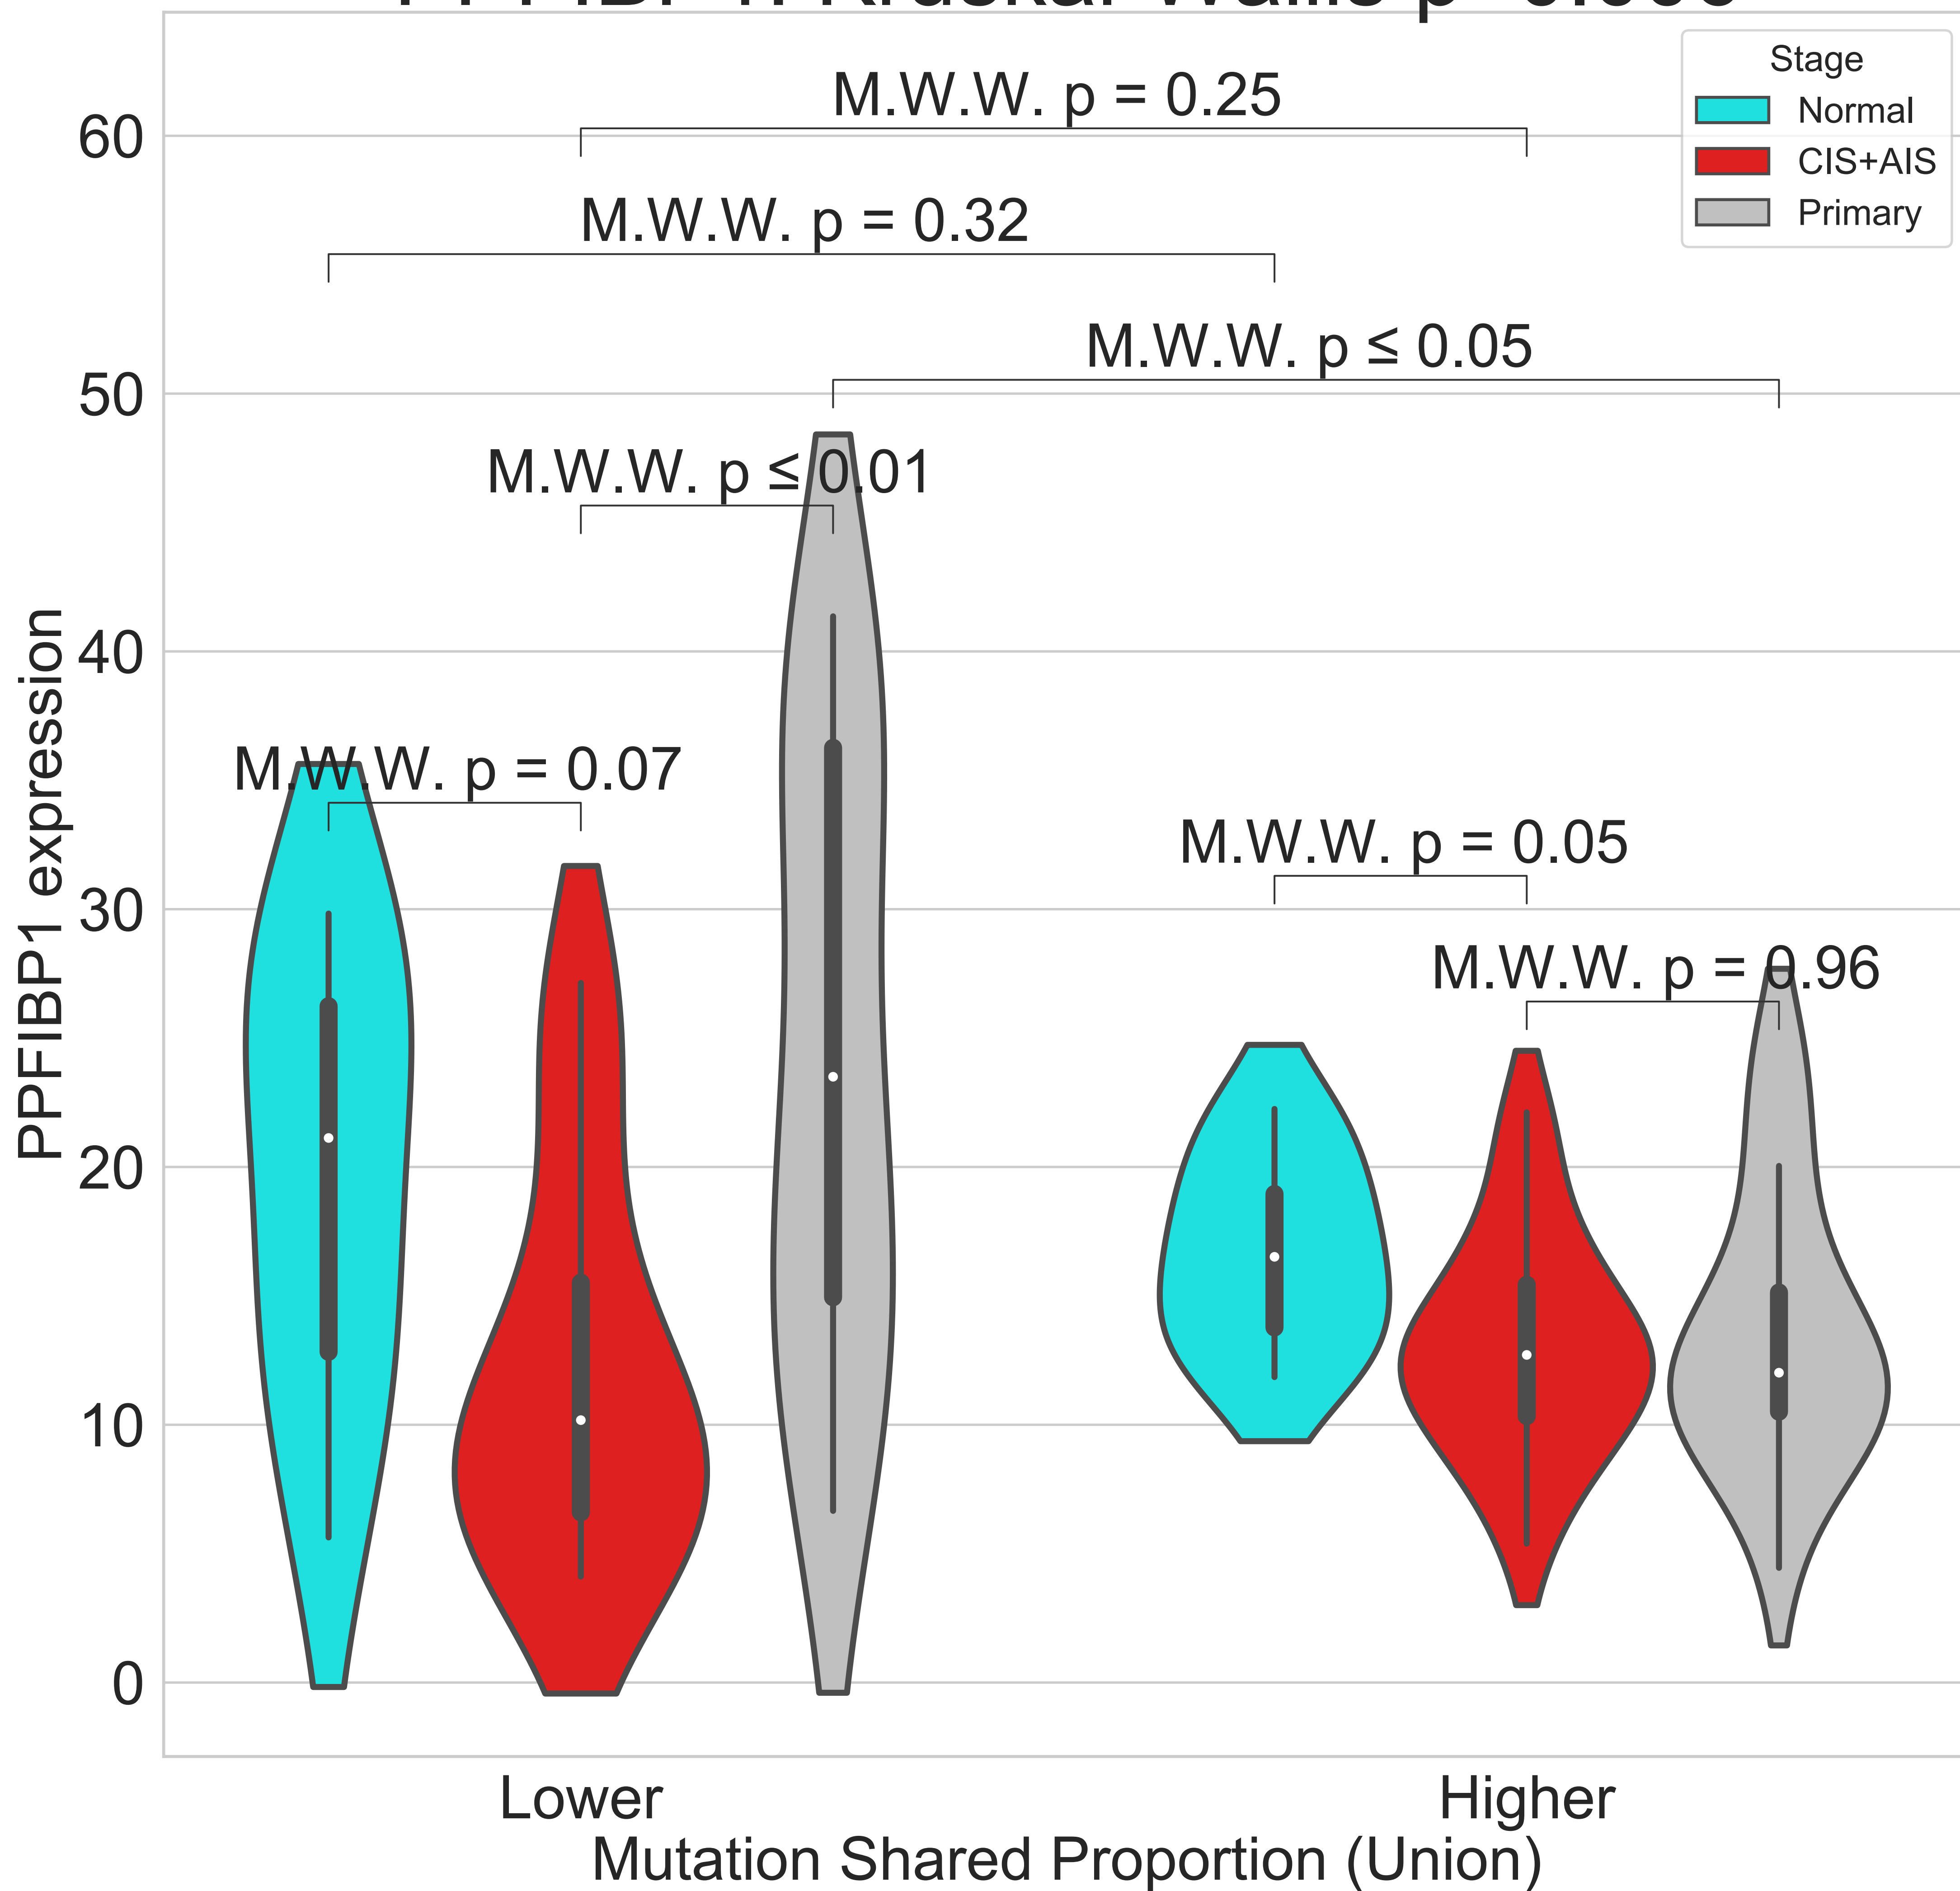 Stage
Normal
CIS+AIS
Primary
M.W.W. p = 0.25
M.W.W. p = 0.32
M.W.W. p ≤ 0.05
M.W.W. p ≤ 0.01
M.W.W. p = 0.07
M.W.W. p = 0.05
M.W.W. p = 0.96
60
50
40
30
20
10
0
PPFIBP1 expression
Lower
Higher
Mutation Shared Proportion (Union)